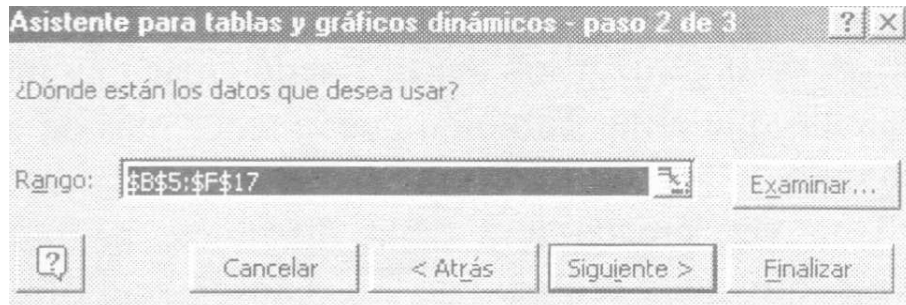 Asistente para tablas y gráficos dinámicos - paso 2 de 3
¿Dónde están los datos que desea usar?
Rango: $B$5:$F$17 Examinar...
Cancelar < Atrás Siguiente > Finalizar